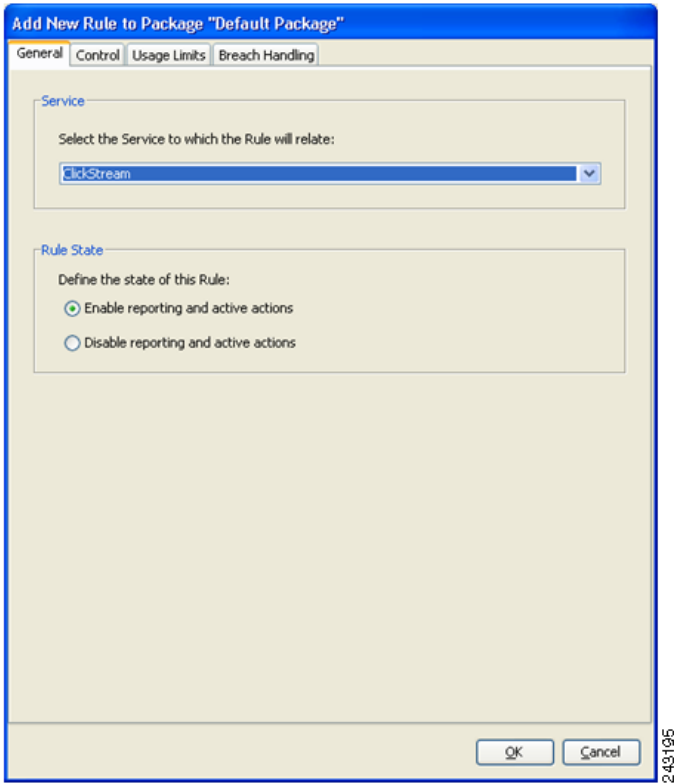 Add New Rule to Package "Default Package"
General Control Usage Limits Breach Handling
Service
Select the Service to which the Rule will relate:
ClickStream
Rule State
Define the state of this Rule:
Enable reporting and active actions
Disable reporting and active actions
OK Cancel
243195